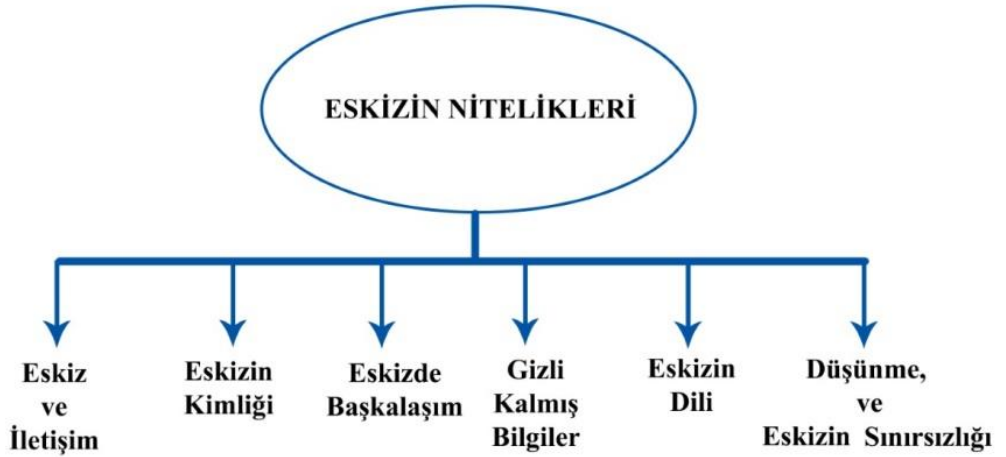 ESKİZİN NİTELİKLERİ
Eskiz
ve
İletişim
Eskizin
Kimliği
Eskizde
Başkalaşım
Gizli
Kalmış
Bilgiler
Eskizin
Dili
Düşünme,
ve
Eskizin Sınırsızlığı